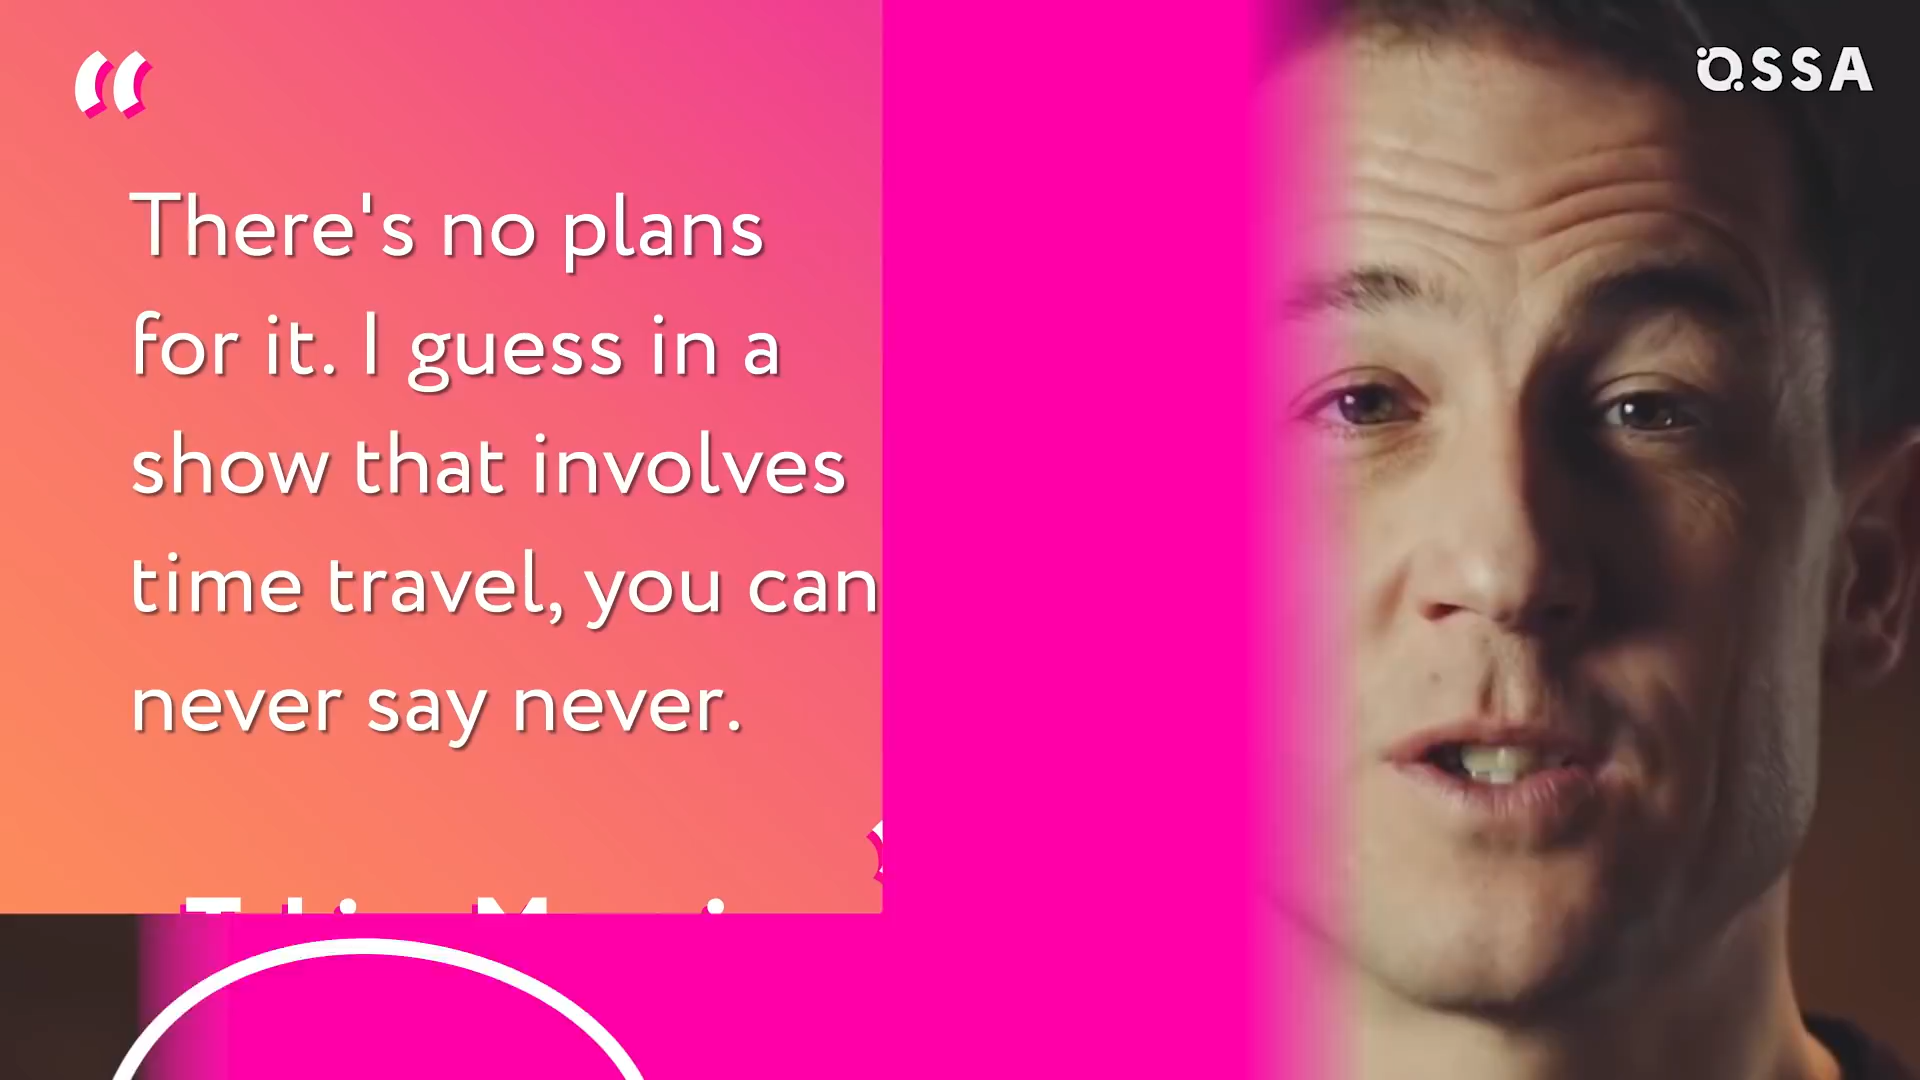 There's no plans
for it. I guess in a
show that involves
time travel, you can
never say never.
OSSA